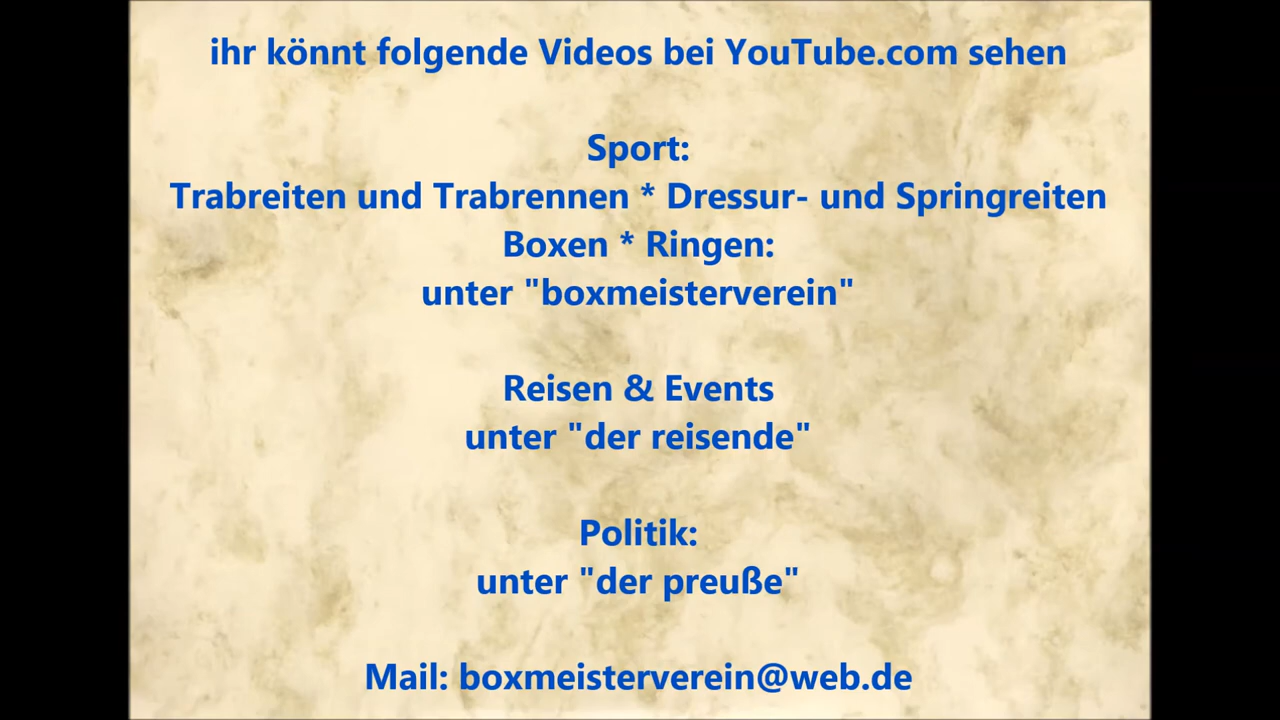 ihr könnt folgende Videos bei YouTube.com sehen
Sport:
Trabreiten und Trabrennen * Dressur- und Springreiten
Boxen * Ringen:
unter "boxmeisterverein"
Reisen & Events
unter "der reisende"
Politik:
unter "der preuße"
Mail: boxmeisterverein@web.de